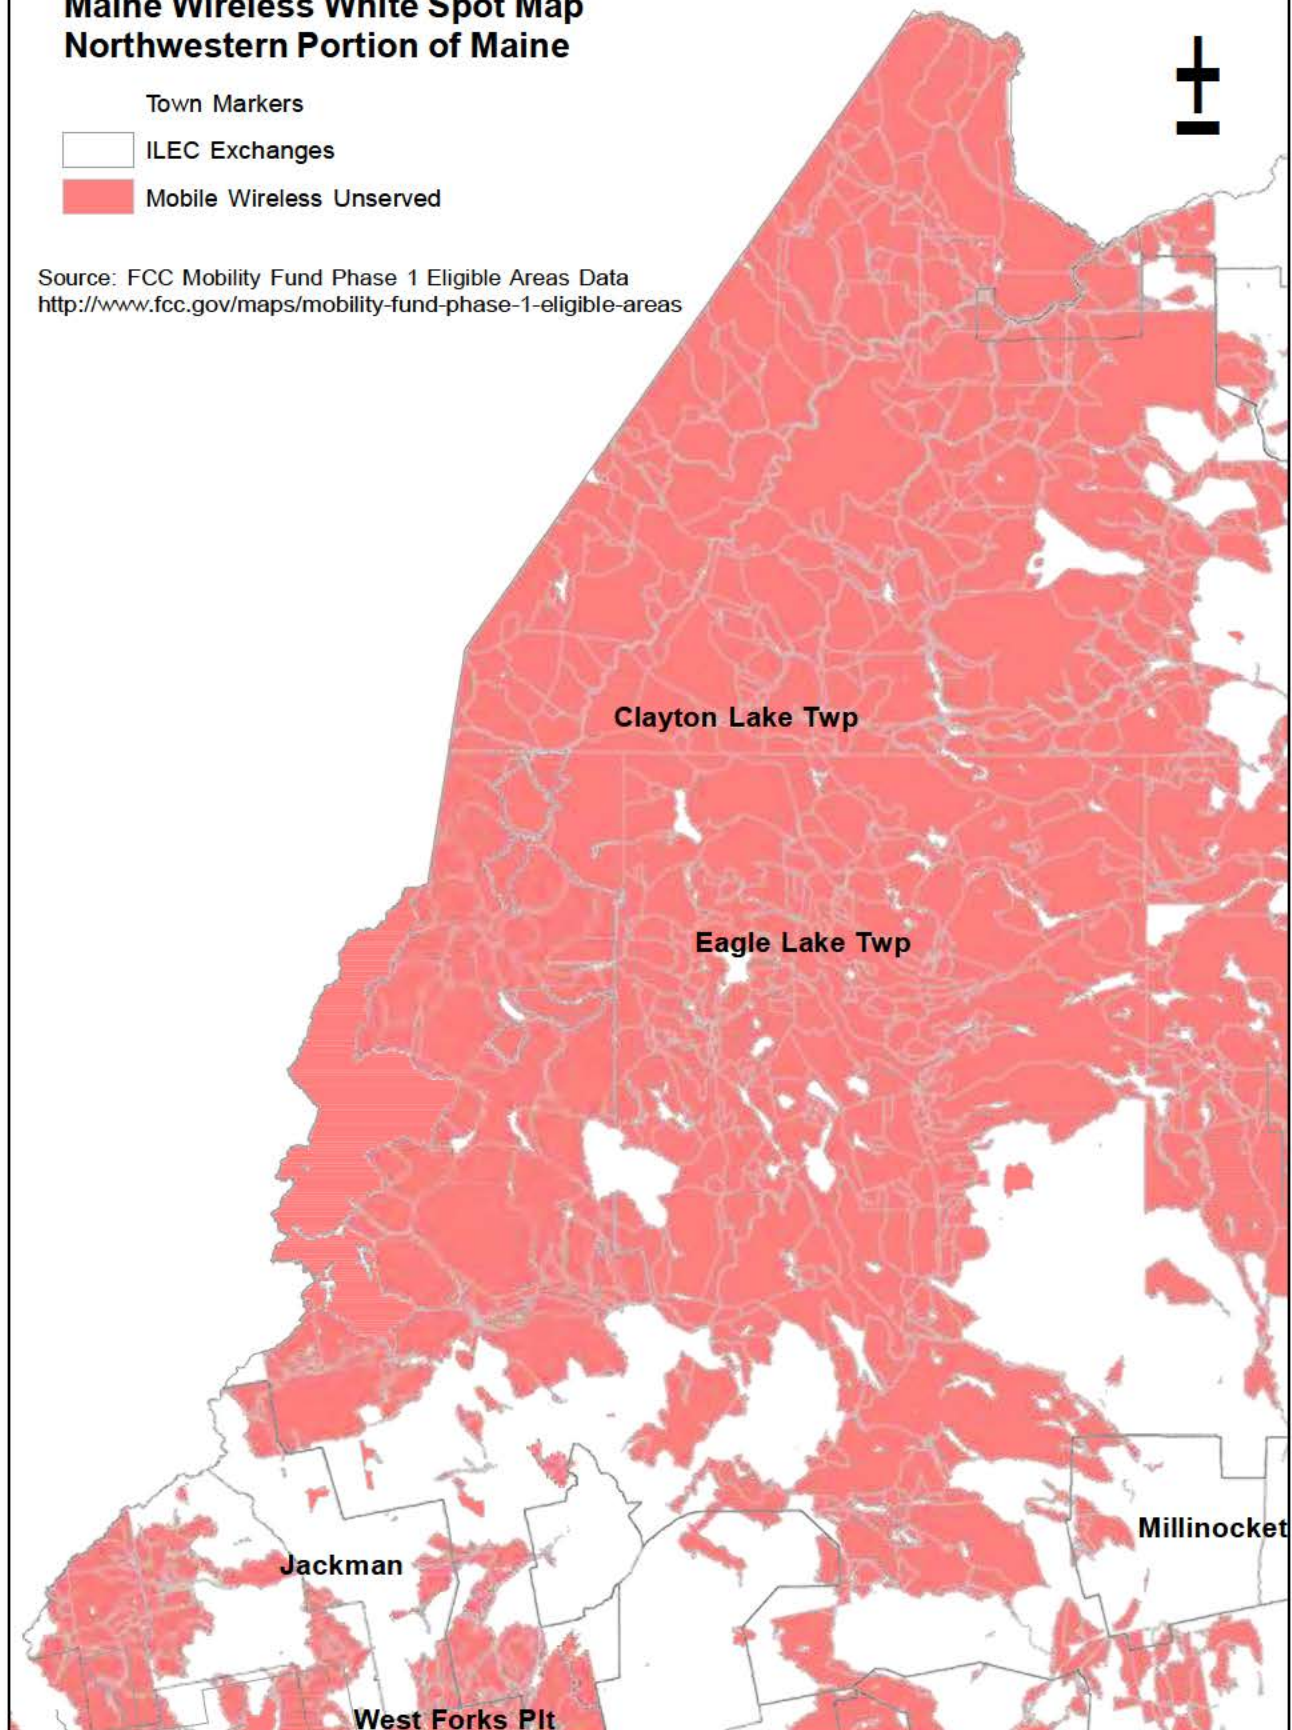 Maine Wireless White Spot Map
Northwestern Portion of Maine
Town Markers
ILEC Exchanges
Mobile Wireless Unserved
Source: FCC Mobility Fund Phase 1 Eligible Areas Data
http://www.fcc.gov/maps/mobility-fund-phase-1-eligible-areas
Clayton Lake Twp
Eagle Lake Twp
Millinocket
Jackman
West Forks Plt